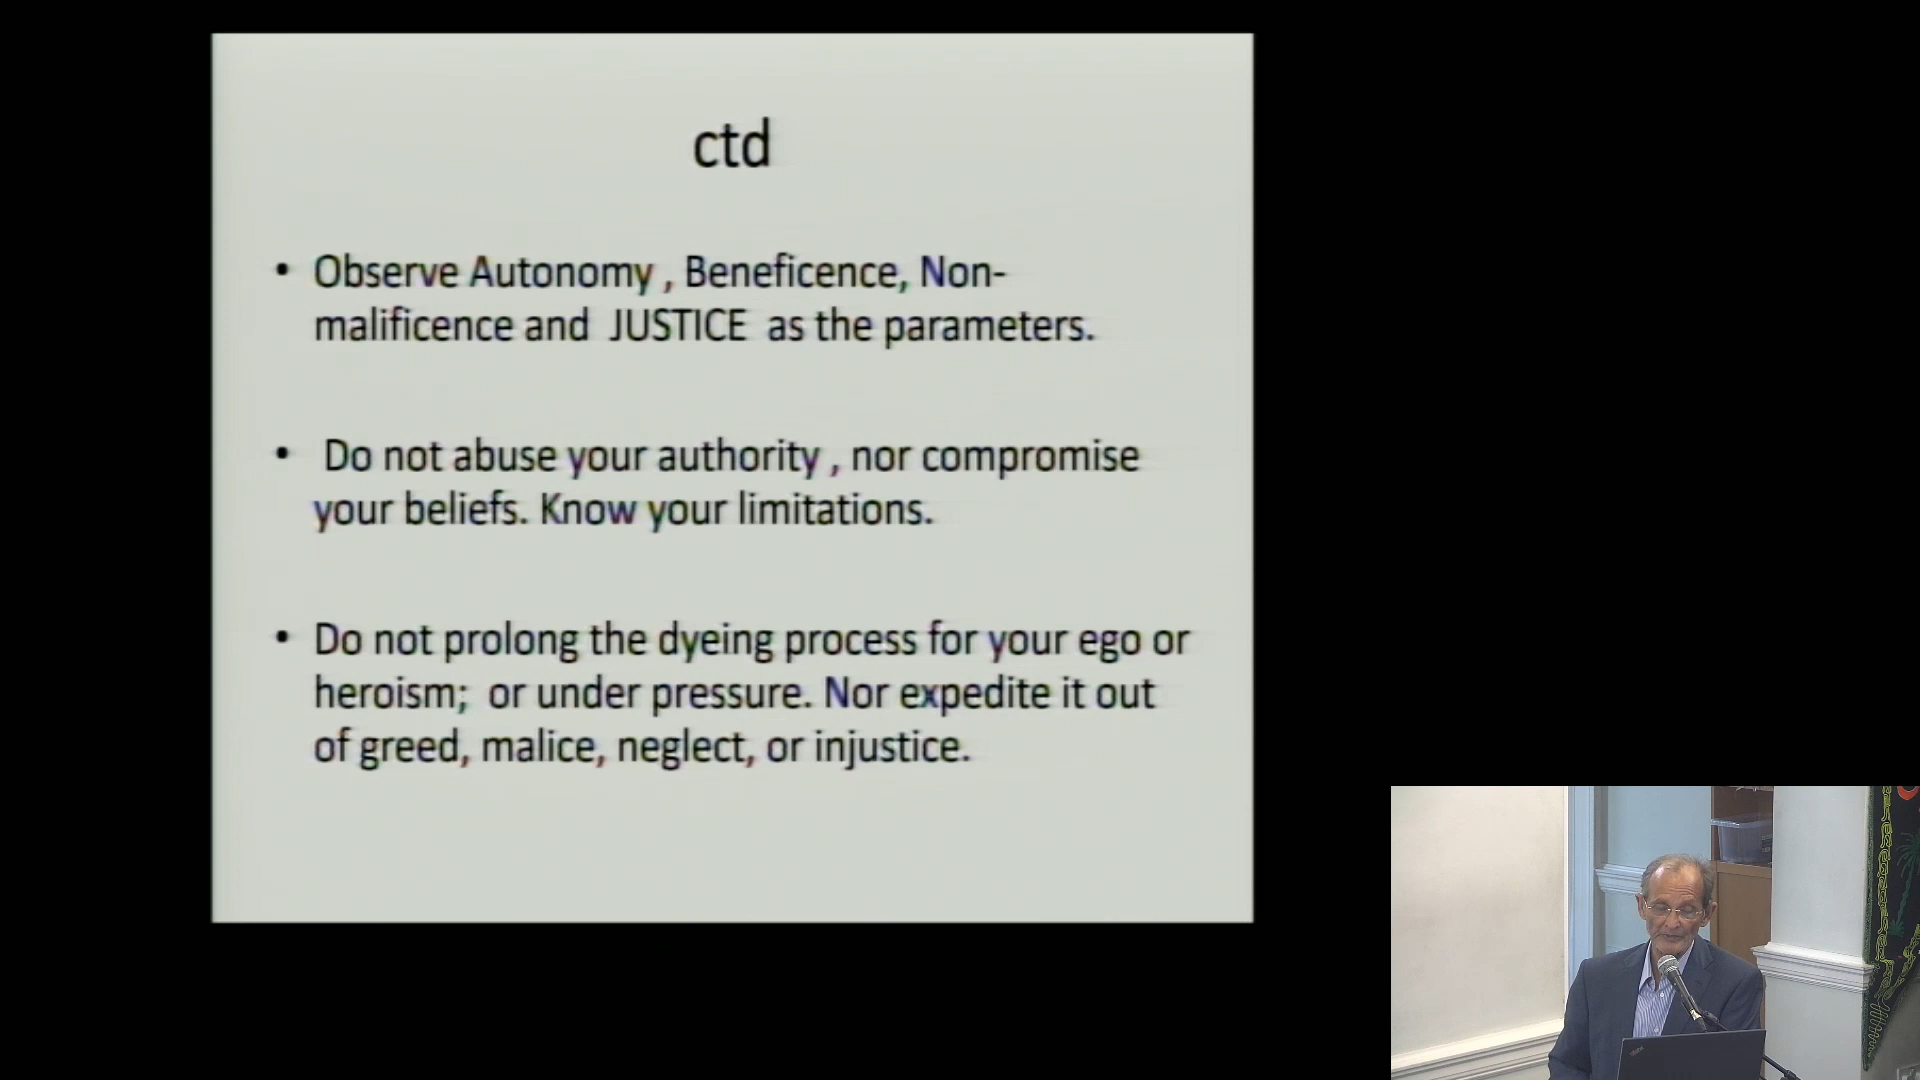 ctd
• Observe Autonomy , Beneficence, Non-
malificence and JUSTICE as the parameters.
• Do not abuse your authority , nor compromise
your beliefs. Know your limitations.
• Do not prolong the dyeing process for your ego or
heroism; or under pressure. Nor expedite it out
of greed, malice, neglect, or injustice.